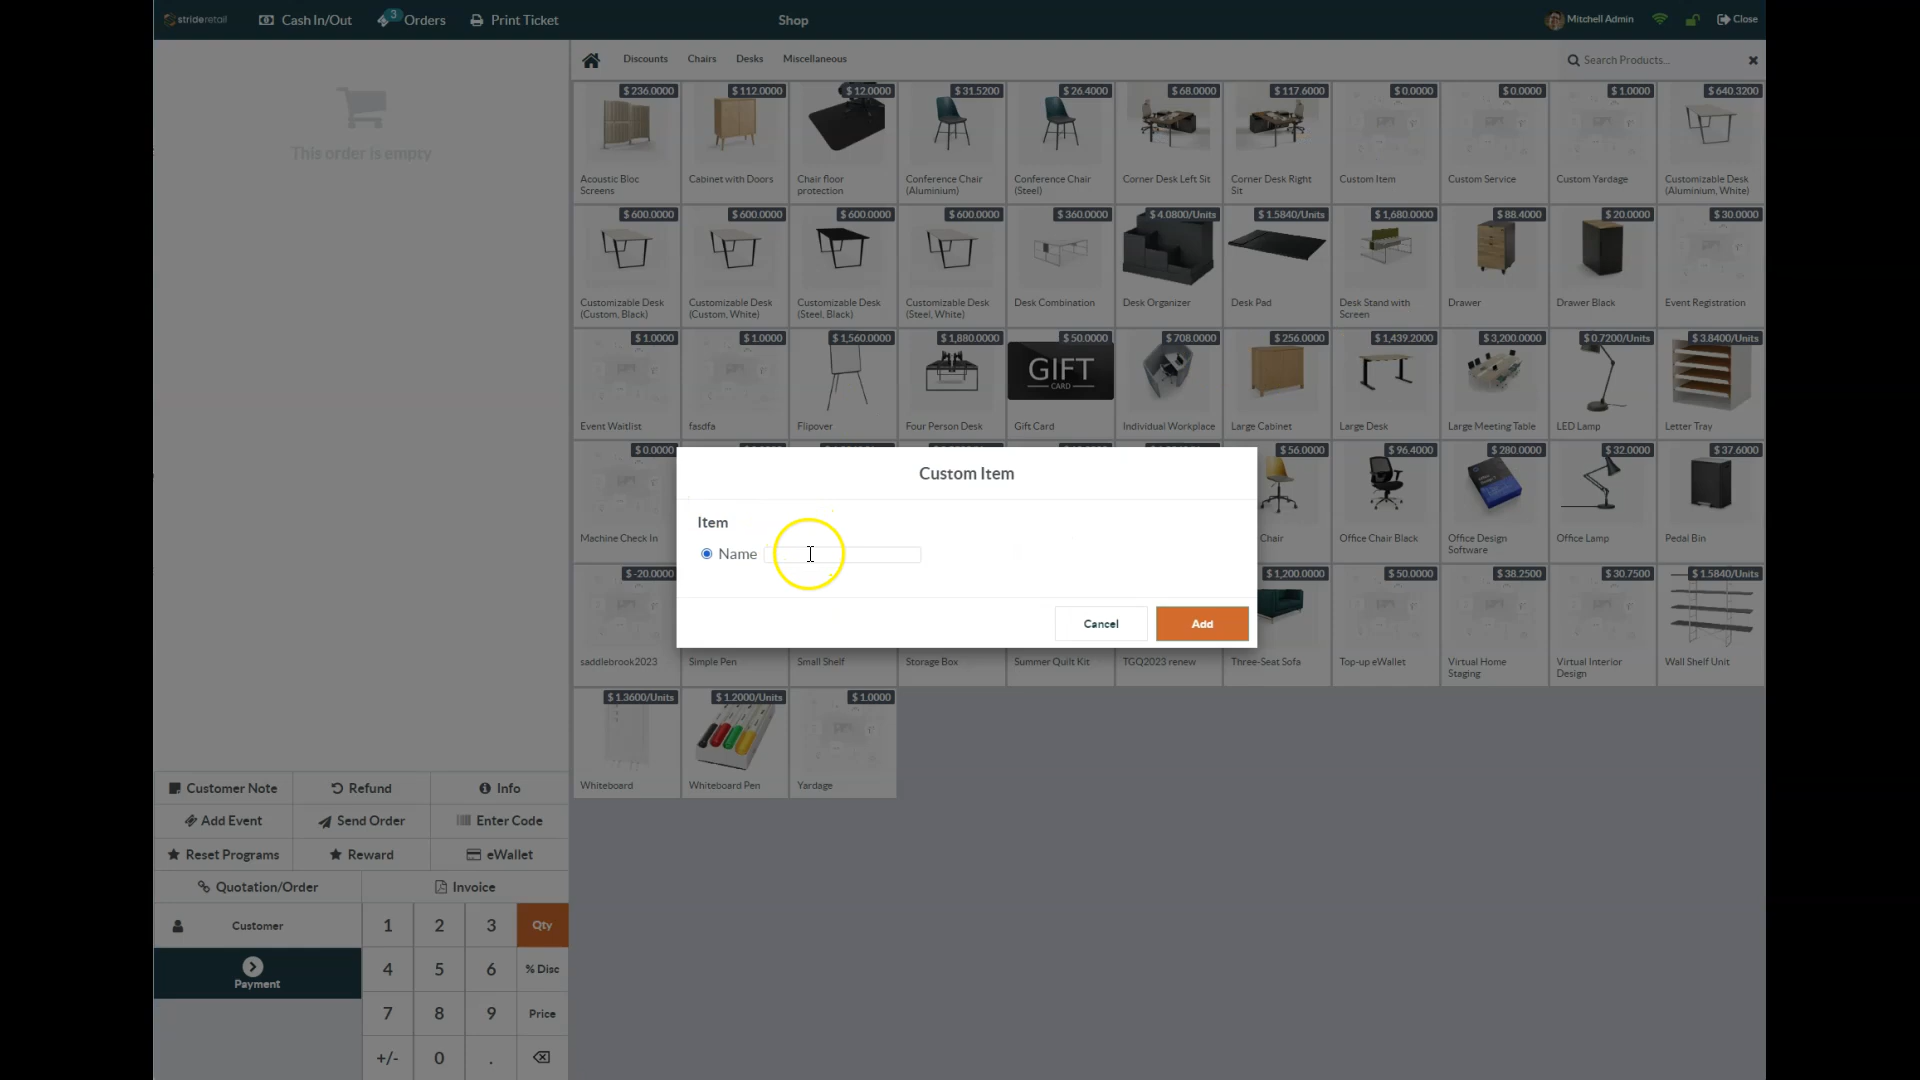 strideretail
Cash In/Out
3
Orders
Print Ticket
Shop
Mitchell Admin
Close
This order is empty
Discounts
Chairs
Desks
Miscellaneous
Search Products...
$ 236.0000
$ 112.0000
$ 12.0000
$ 31.5200
$ 26.4000
$ 68.0000
$ 117.6000
$ 0.0000
$ 0.0000
$ 1.0000
$ 640.3200
Acoustic Bloc
Screens
Cabinet with Doors
Chair floor
protection
Conference Chair
(Aluminium)
Conference Chair
(Steel)
Corner Desk Left Sit
Corner Desk Right
Sit
Custom Item
Custom Service
Custom Yardage
Customizable Desk
(Aluminium, White)
$ 600.0000
$ 600.0000
$ 600.0000
$ 600.0000
$ 360.0000
$ 4.0800/Units
$ 1.5840/Units
$ 1,680.0000
$ 88.4000
$ 20.0000
$ 30.0000
Customizable Desk
(Custom, Black)
Customizable Desk
(Custom, White)
Customizable Desk
(Steel, Black)
Customizable Desk
(Steel, White)
Desk Combination
Desk Organizer
Desk Pad
Desk Stand with
Screen
Drawer
Drawer Black
Event Registration
$ 1.0000
$ 1.0000
$ 1,560.0000
$ 1,880.0000
$ 50.0000
$ 708.0000
$ 256.0000
$ 1,439.2000
$ 3,200.0000
$ 0.7200/Units
$ 3.8400/Units
GIFT
CARD
Event Waitlist
fasdfa
Flipover
Four Person Desk
Gift Card
Individual Workplace
Large Cabinet
Large Desk
Large Meeting Table
LED Lamp
Letter Tray
$ 0.0000
$ 56.0000
$ 96.4000
$ 280.0000
$ 32.0000
$ 37.6000
Machine Check In
Chair
Office Chair Black
Office Design
Software
Office Lamp
Pedal Bin
Custom Item
Item
Name
Cancel
Add
$ -20.0000
$ 1,200.0000
$ 50.0000
$ 38.2500
$ 30.7500
$ 1.5840/Units
saddlebrook2023
Simple Pen
Small Shelf
Storage Box
Summer Quilt Kit
TGQ2023 renew
Three-Seat Sofa
Top-up eWallet
Virtual Home
Staging
Virtual Interior
Design
Wall Shelf Unit
$ 1.3600/Units
$ 1.2000/Units
$ 1.0000
Whiteboard
Whiteboard Pen
Yardage
Customer Note
Refund
Info
Add Event
Send Order
Enter Code
Reset Programs
Reward
eWallet
Quotation/Order
Invoice
Customer
1
2
3
Qty
Payment
4
5
6
% Disc
7
8
9
Price
+/-
0
.